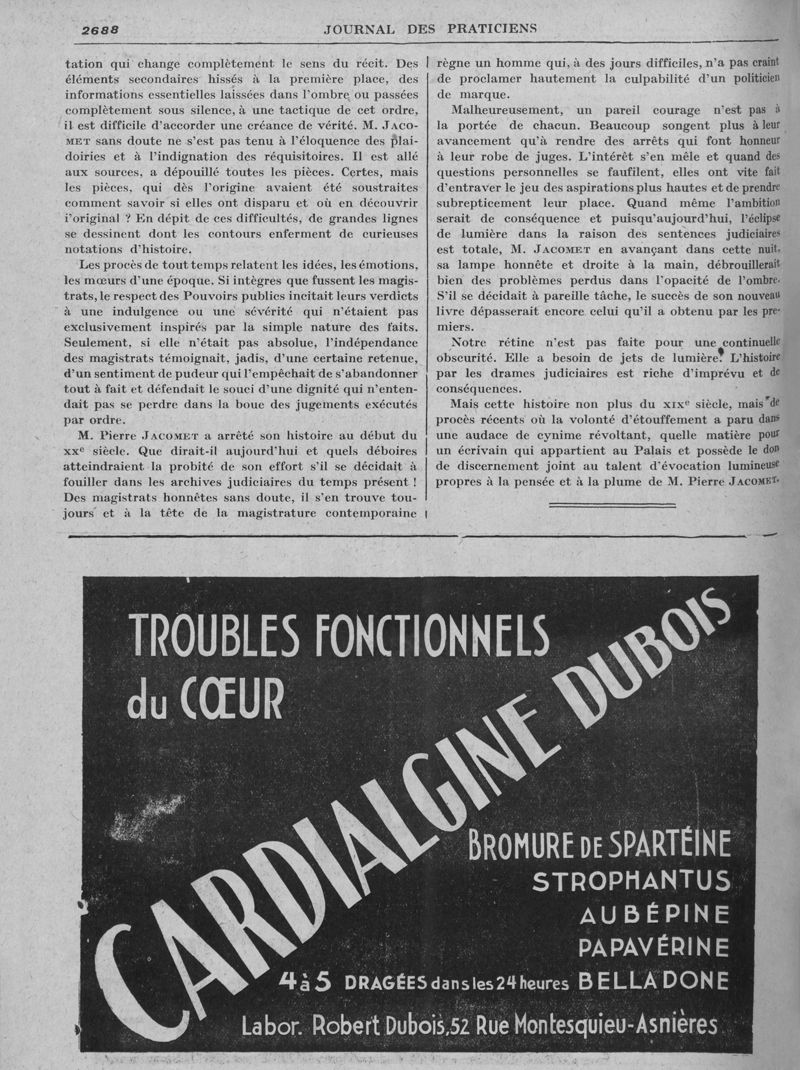 2688
JOURNAL DES PRATICIENS
tation qui change complètement le sens du récit. Des
éléments secondaires hissés à la première place, des
informations essentielles laissées dans l'ombre ou passées
complètement sous silence, à une tactique de cet ordre,
il est difficile d'accorder une créance de vérité. M. JACO-
MET sans doute ne s'est pas tenu à l'éloquence des plai-
doiries et à l'indignation des réquisitoires. Il est allé
aux sources, a dépouillé toutes les pièces. Certes, mais
les pièces, qui dès l'origine avaient été soustraites
comment savoir si elles ont disparu et où en découvrir
l'original ? En dépit de ces difficultés, de grandes lignes
se dessinent dont les contours enferment de curieuses
notations d'histoire.
Les procès de tout temps relatent les idées, les émotions,
les mœurs d'une époque. Si intègres que fussent les magis-
trats, le respect des Pouvoirs publics incitait leurs verdicts
à une indulgence ou une sévérité qui n'étaient pas
exclusivement inspirés par la simple nature des faits.
Seulement, si elle n'était pas absolue, l'indépendance
des magistrats témoignait, jadis, d'une certaine retenue,
d'un sentiment de pudeur qui l'empêchait de s'abandonner
tout à fait et défendait le souci d'une dignité qui n'enten-
dait pas se perdre dans la boue des jugements exécutés
par ordre.
M. Pierre JACOMET a arrêté son histoire au début du
XXe siècle. Que dirait-il aujourd'hui et quels déboires
atteindraient la probité de son effort s'il se décidait à
fouiller dans les archives judiciaires du temps présent !
Des magistrats honnêtes sans doute, il s'en trouve tou-
jours et à la tête de la magistrature contemporaine
règne un homme qui, à des jours difficiles, n'a pas craint
de proclamer hautement la culpabilité d'un politicien
de marque.
Malheureusement, un pareil courage n'est pas à
la portée de chacun. Beaucoup songent plus à leur
avancement qu'à rendre des arrêts qui font honneur
à leur robe de juges. L'intérêt s'en mêle et quand des
questions personnelles se faufilent, elles ont vite fait
d'entraver le jeu des aspirations plus hautes et de prendre
subrepticement leur place. Quand même l'ambition
serait de conséquence et puisqu'aujourd'hui, l'éclipse
de lumière dans la raison des sentences judiciaires
est totale, M. JACOMET en avançant dans cette nuit,
sa lampe honnête et droite à la main, débrouillerait
bien des problèmes perdus dans l'opacité de l'ombre.
S'il se décidait à pareille tâche, le succès de son nouveau
livre dépasserait encore celui qu'il a obtenu par les pre-
miers.
Notre rétine n'est pas faite pour une continuelle
obscurité. Elle a besoin de jets de lumière. L'histoire
par les drames judiciaires est riche d'imprévu et de
conséquences.
Mais cette histoire non plus du XIXe siècle, mais de
procès récents où la volonté d'étouffement a paru dans
une audace de cynime révoltant, quelle matière pour
un écrivain qui appartient au Palais et possède le don
de discernement joint au talent d'évocation lumineuse
propres à la pensée et à la plume de M. Pierre JACOMET.
TROUBLES FONCTIONNELS
du CŒUR
CARDIALGINE DUBOIS
BROMURE DE SPARTÉINE
STROPHANTUS
AUBÉPINE
PAPAVÉRINE
4 à 5 DRAGÉES dans les 24 heures BELLADONE
Labor. Robert Dubois, 52 Rue Montesquieu-Asnières